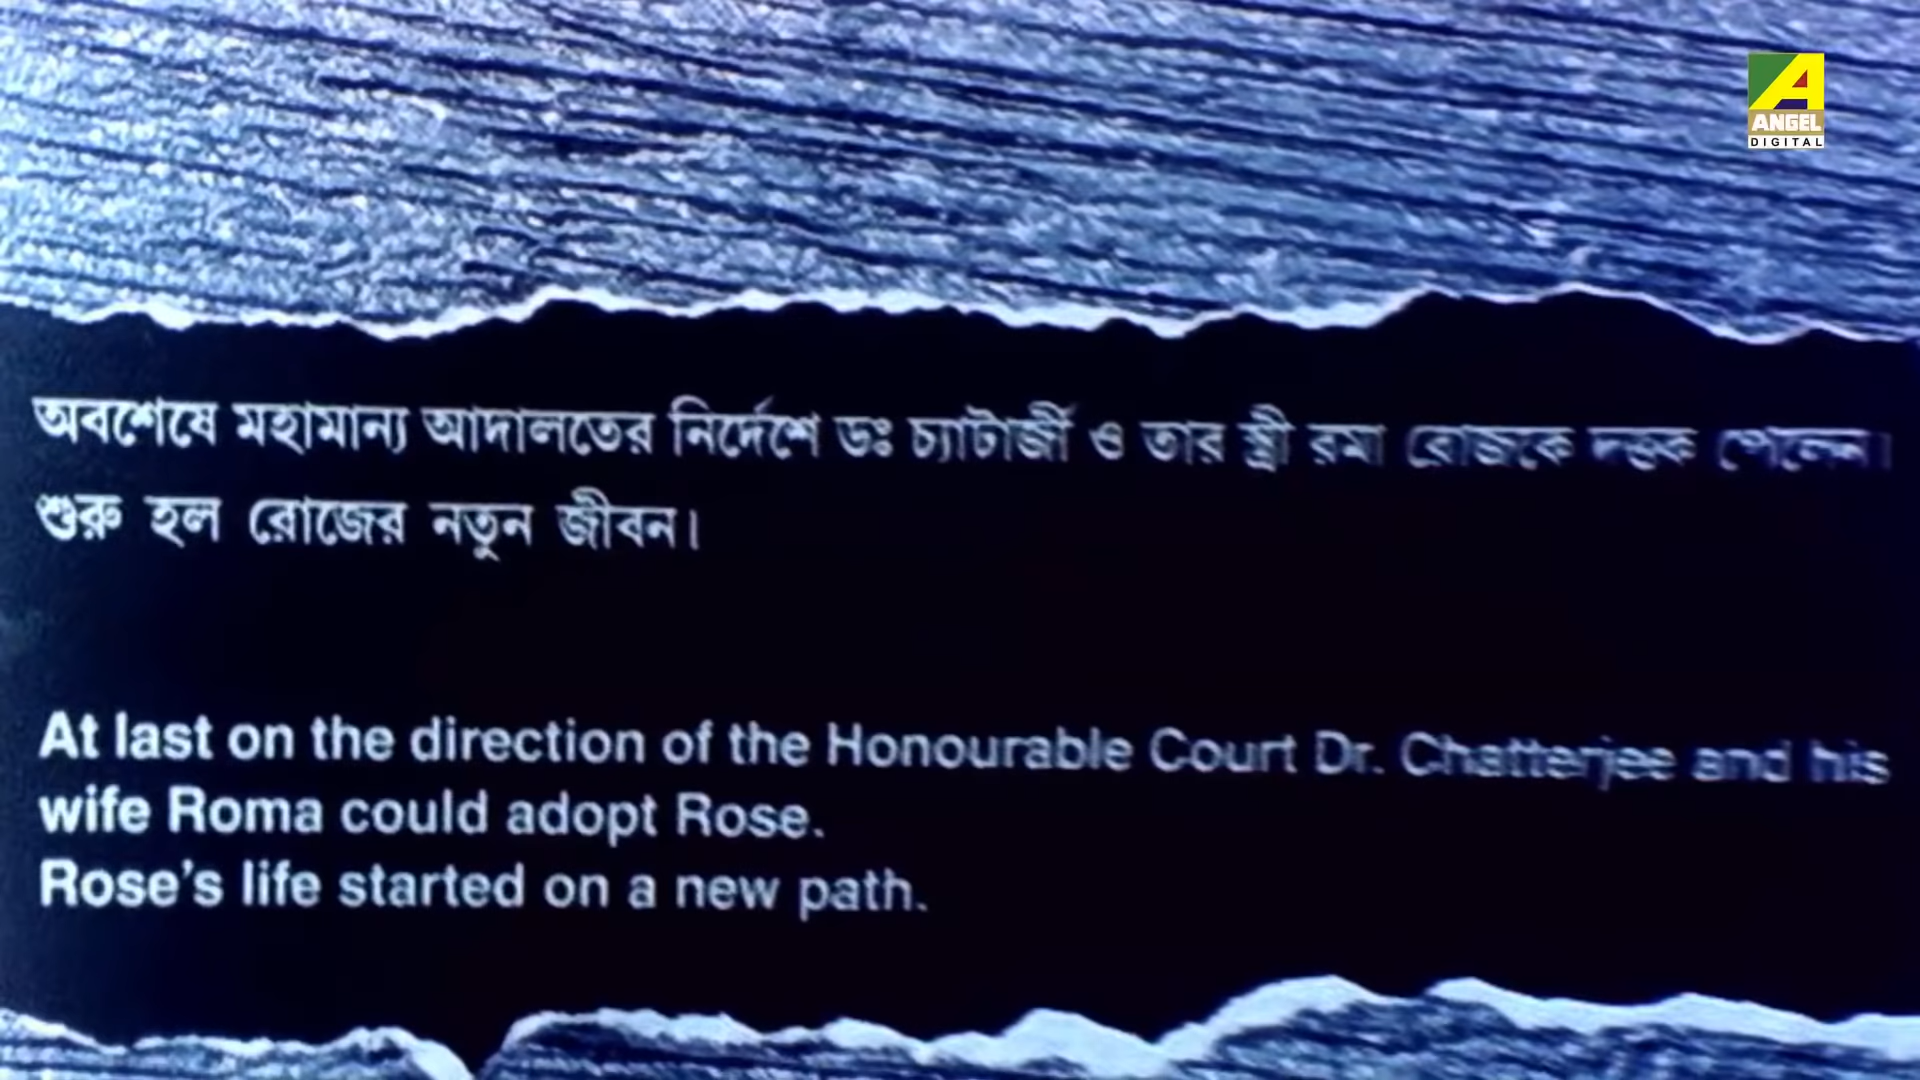 ANGEL
DIGITAL
অবশেষে মহামান্য আদালতের নির্দেশে ডঃ চ্যাটার্জী ও তার স্ত্রী রমা রোজকে দত্তক পেলেন।
শুরু হল রোজের নতুন জীবন।
At last on the direction of the Honourable Court Dr. Chatterjee and his
wife Roma could adopt Rose.
Rose's life started on a new path.